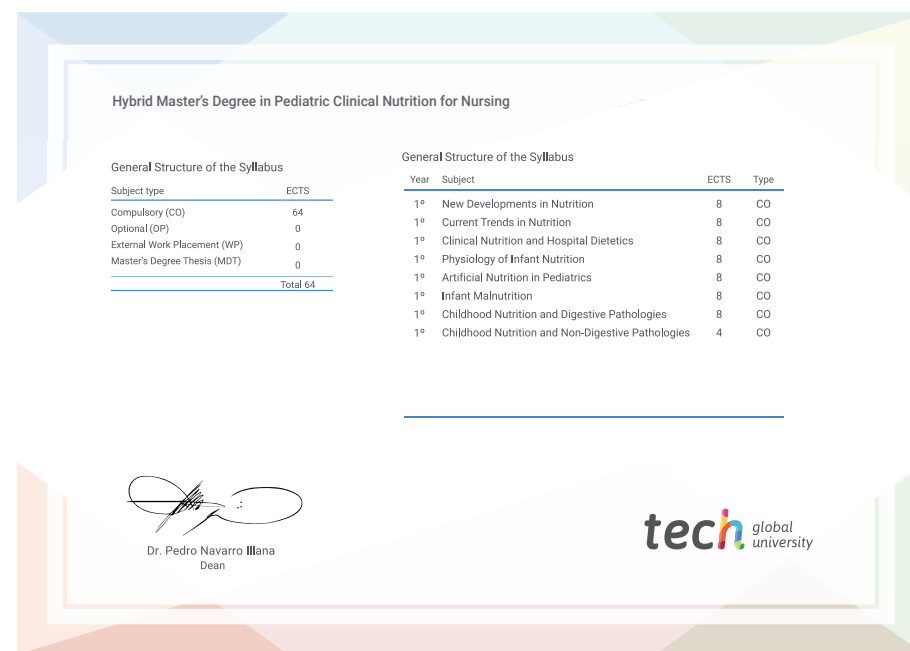 Hybrid Master's Degree in Pediatric Clinical Nutrition for Nursing
General Structure of the Syllabus
Subject type ECTS
Compulsory (CO) 64
Optional (OP) 0
External Work Placement (WP) 0
Master's Degree Thesis (MDT) 0
Total 64
General Structure of the Syllabus
Year Subject ECTS Type
1º New Developments in Nutrition 8 CO
1º Current Trends in Nutrition 8 CO
1º Clinical Nutrition and Hospital Dietetics 8 CO
1º Physiology of Infant Nutrition 8 CO
1º Artificial Nutrition in Pediatrics 8 CO
1º Infant Malnutrition 8 CO
1º Childhood Nutrition and Digestive Pathologies 8 CO
1º Childhood Nutrition and Non-Digestive Pathologies 4 CO
Dr. Pedro Navarro Illana
Dean
tech global
university